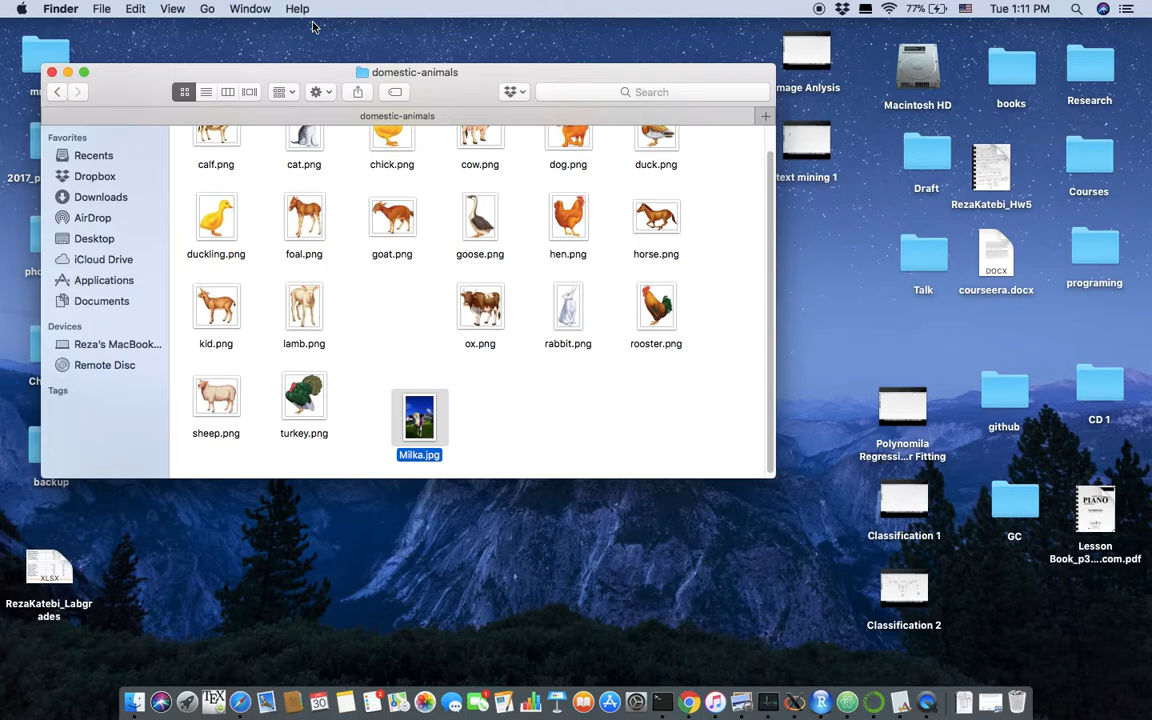 Finder File Edit View Go Window Help 77% Tue 1:11 PM
domestic-animals
Search
domestic-animals
Favorites
Recents
Dropbox
Downloads
AirDrop
Desktop
iCloud Drive
Applications
Documents
Devices
Reza's MacBook...
Remote Disc
Tags
calf.png cat.png chick.png cow.png dog.png duck.png
duckling.png foal.png goat.png goose.png hen.png horse.png
kid.png lamb.png ox.png rabbit.png rooster.png
sheep.png turkey.png
Milka.jpg
backup
XLSX
RezaKatebi_Labgr
ades
mage Anlysis
text mining 1
Macintosh HD
books
Research
Draft
RezaKatebi_Hw5
Courses
Talk
DOCX
courseera.docx
programing
Polynomila
Regressi...r Fitting
github
CD 1
Classification 1
GC
PIANO
Lesson
Book_p3....com.pdf
Classification 2
30